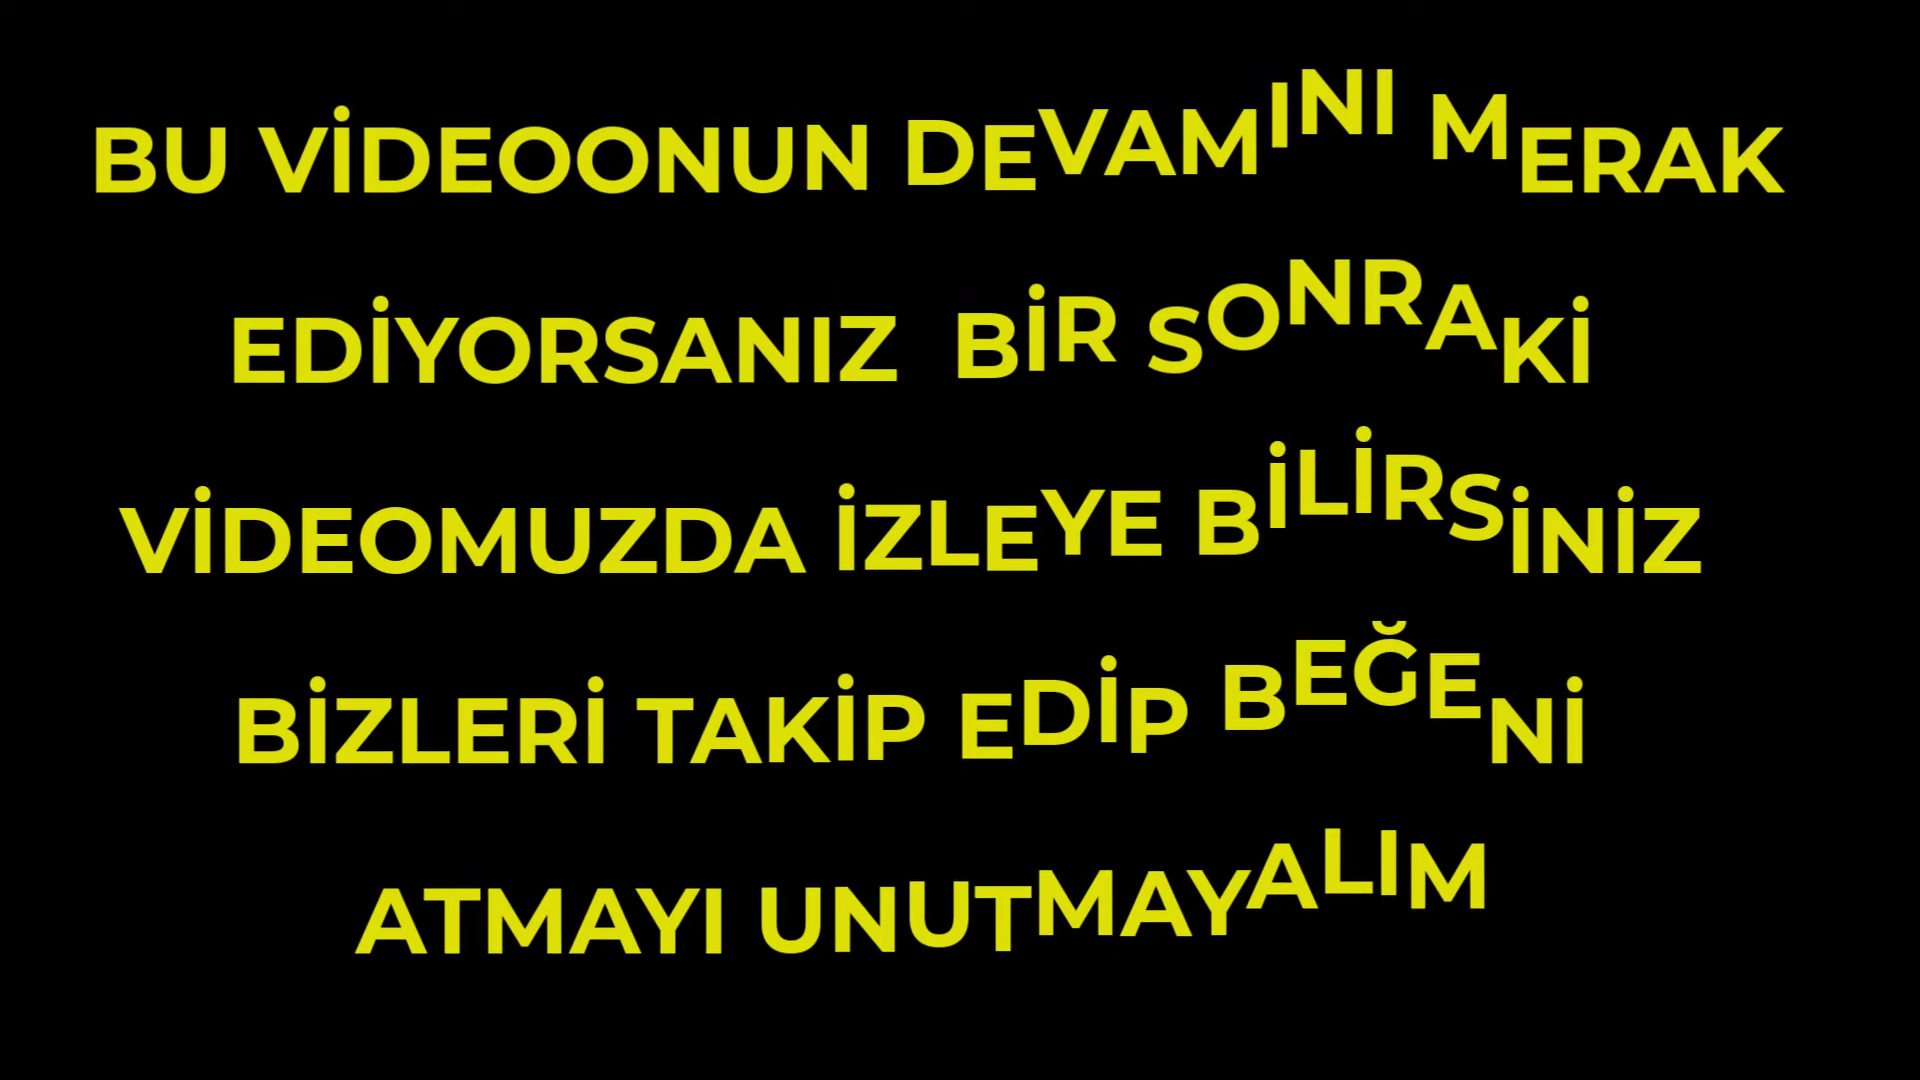 BU VİDEOONUN DEVAMINI MERAK
EDİYORSANIZ  BİR SONRAKİ
VİDEOMUZDA İZLEYE BİLİRSİNİZ
BİZLERİ TAKİP EDİP BEĞENİ
ATMAYI UNUTMAYALIM